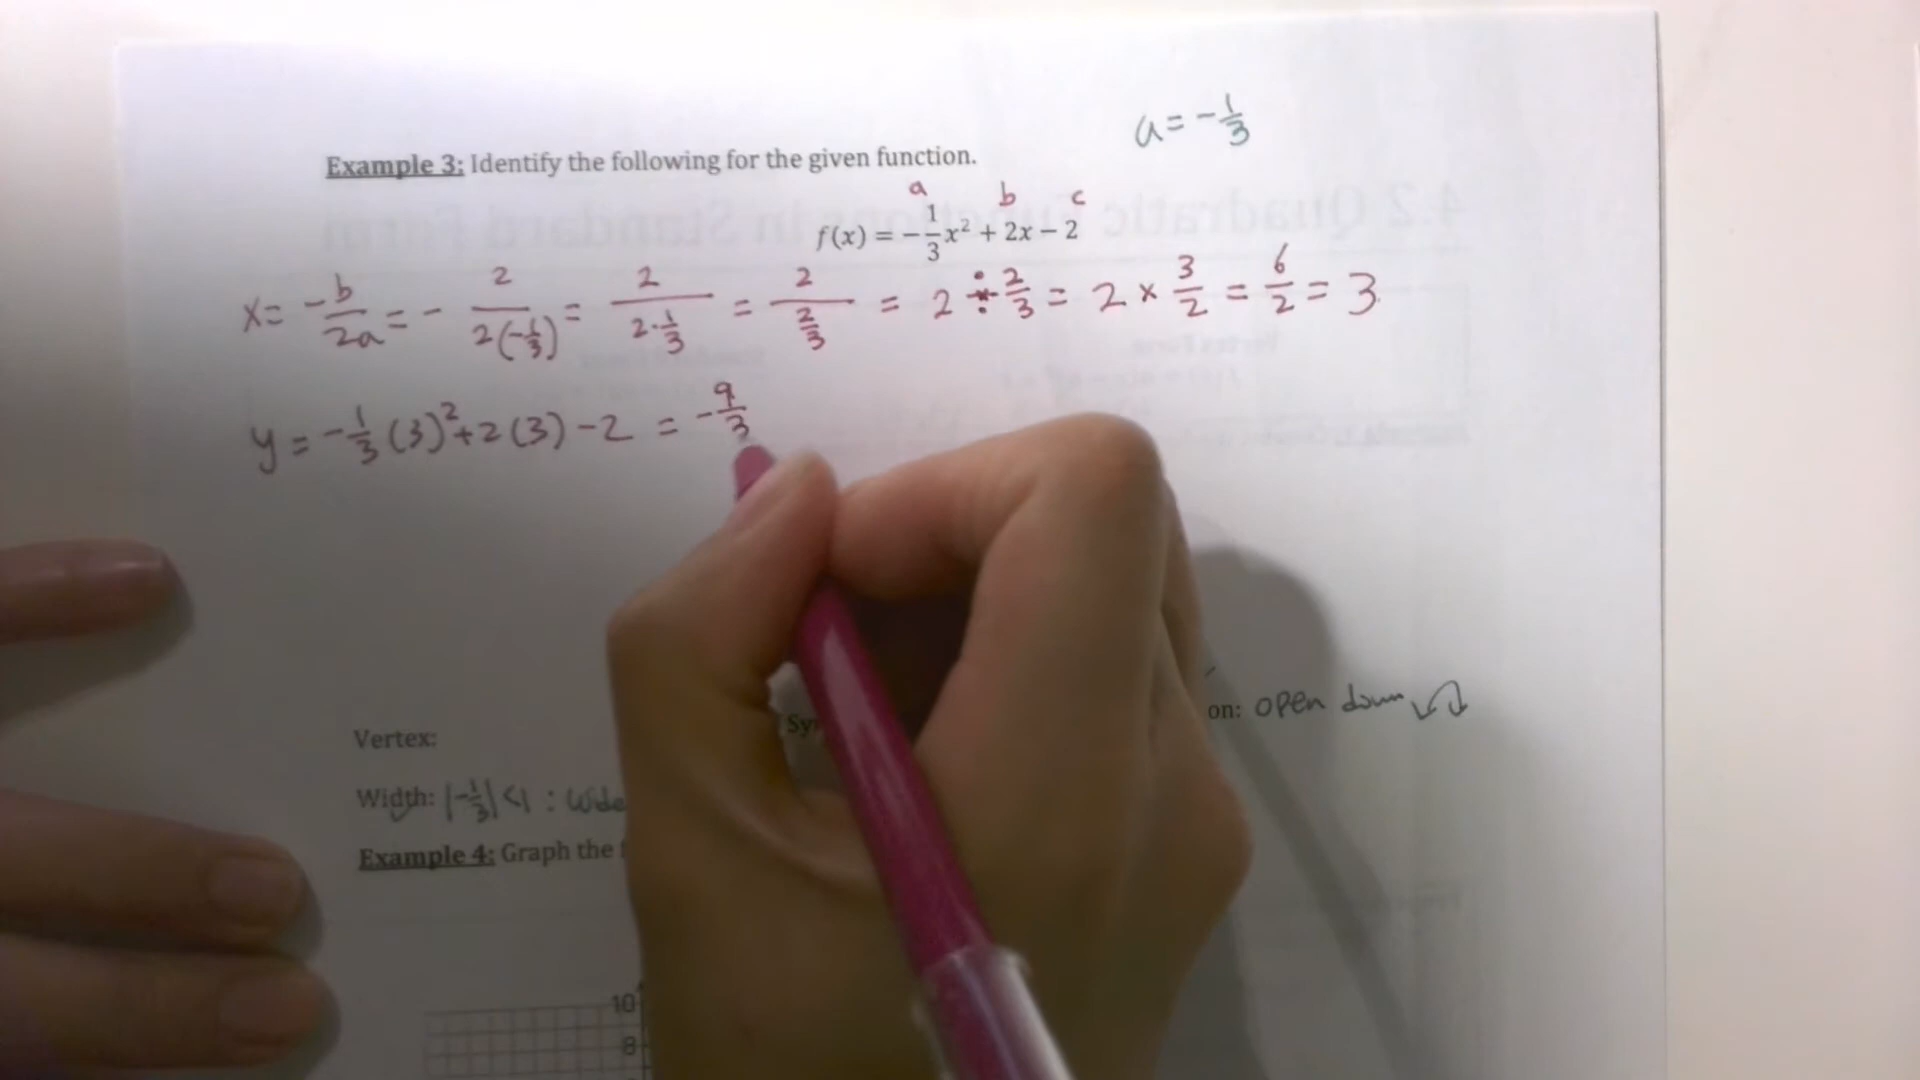 a = -1/3
Example 3: Identify the following for the given function.
a b c
f(x) = -1/3 x² + 2x - 2
x = -b/2a = - 2/2(-1/3) = 2/2·1/3 = 2/(2/3) = 2 ÷ 2/3 = 2 × 3/2 = 6/2 = 3
y = -1/3 (3)² + 2(3) - 2 = -9/3
Vertex: on: open down
Width: |-1/3| < 1 : Wide
Example 4: Graph the
10
8